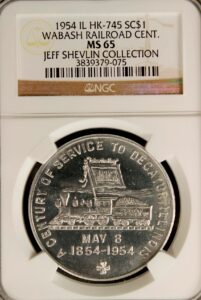 1954 IL HK-745 SC$1
WABASH RAILROAD CENT.
MS 65
JEFF SHEVLIN COLLECTION
3839379-075
NGC
A CENTURY OF SERVICE TO DECATUR, ILLINOIS
MAY 8
1854-1954